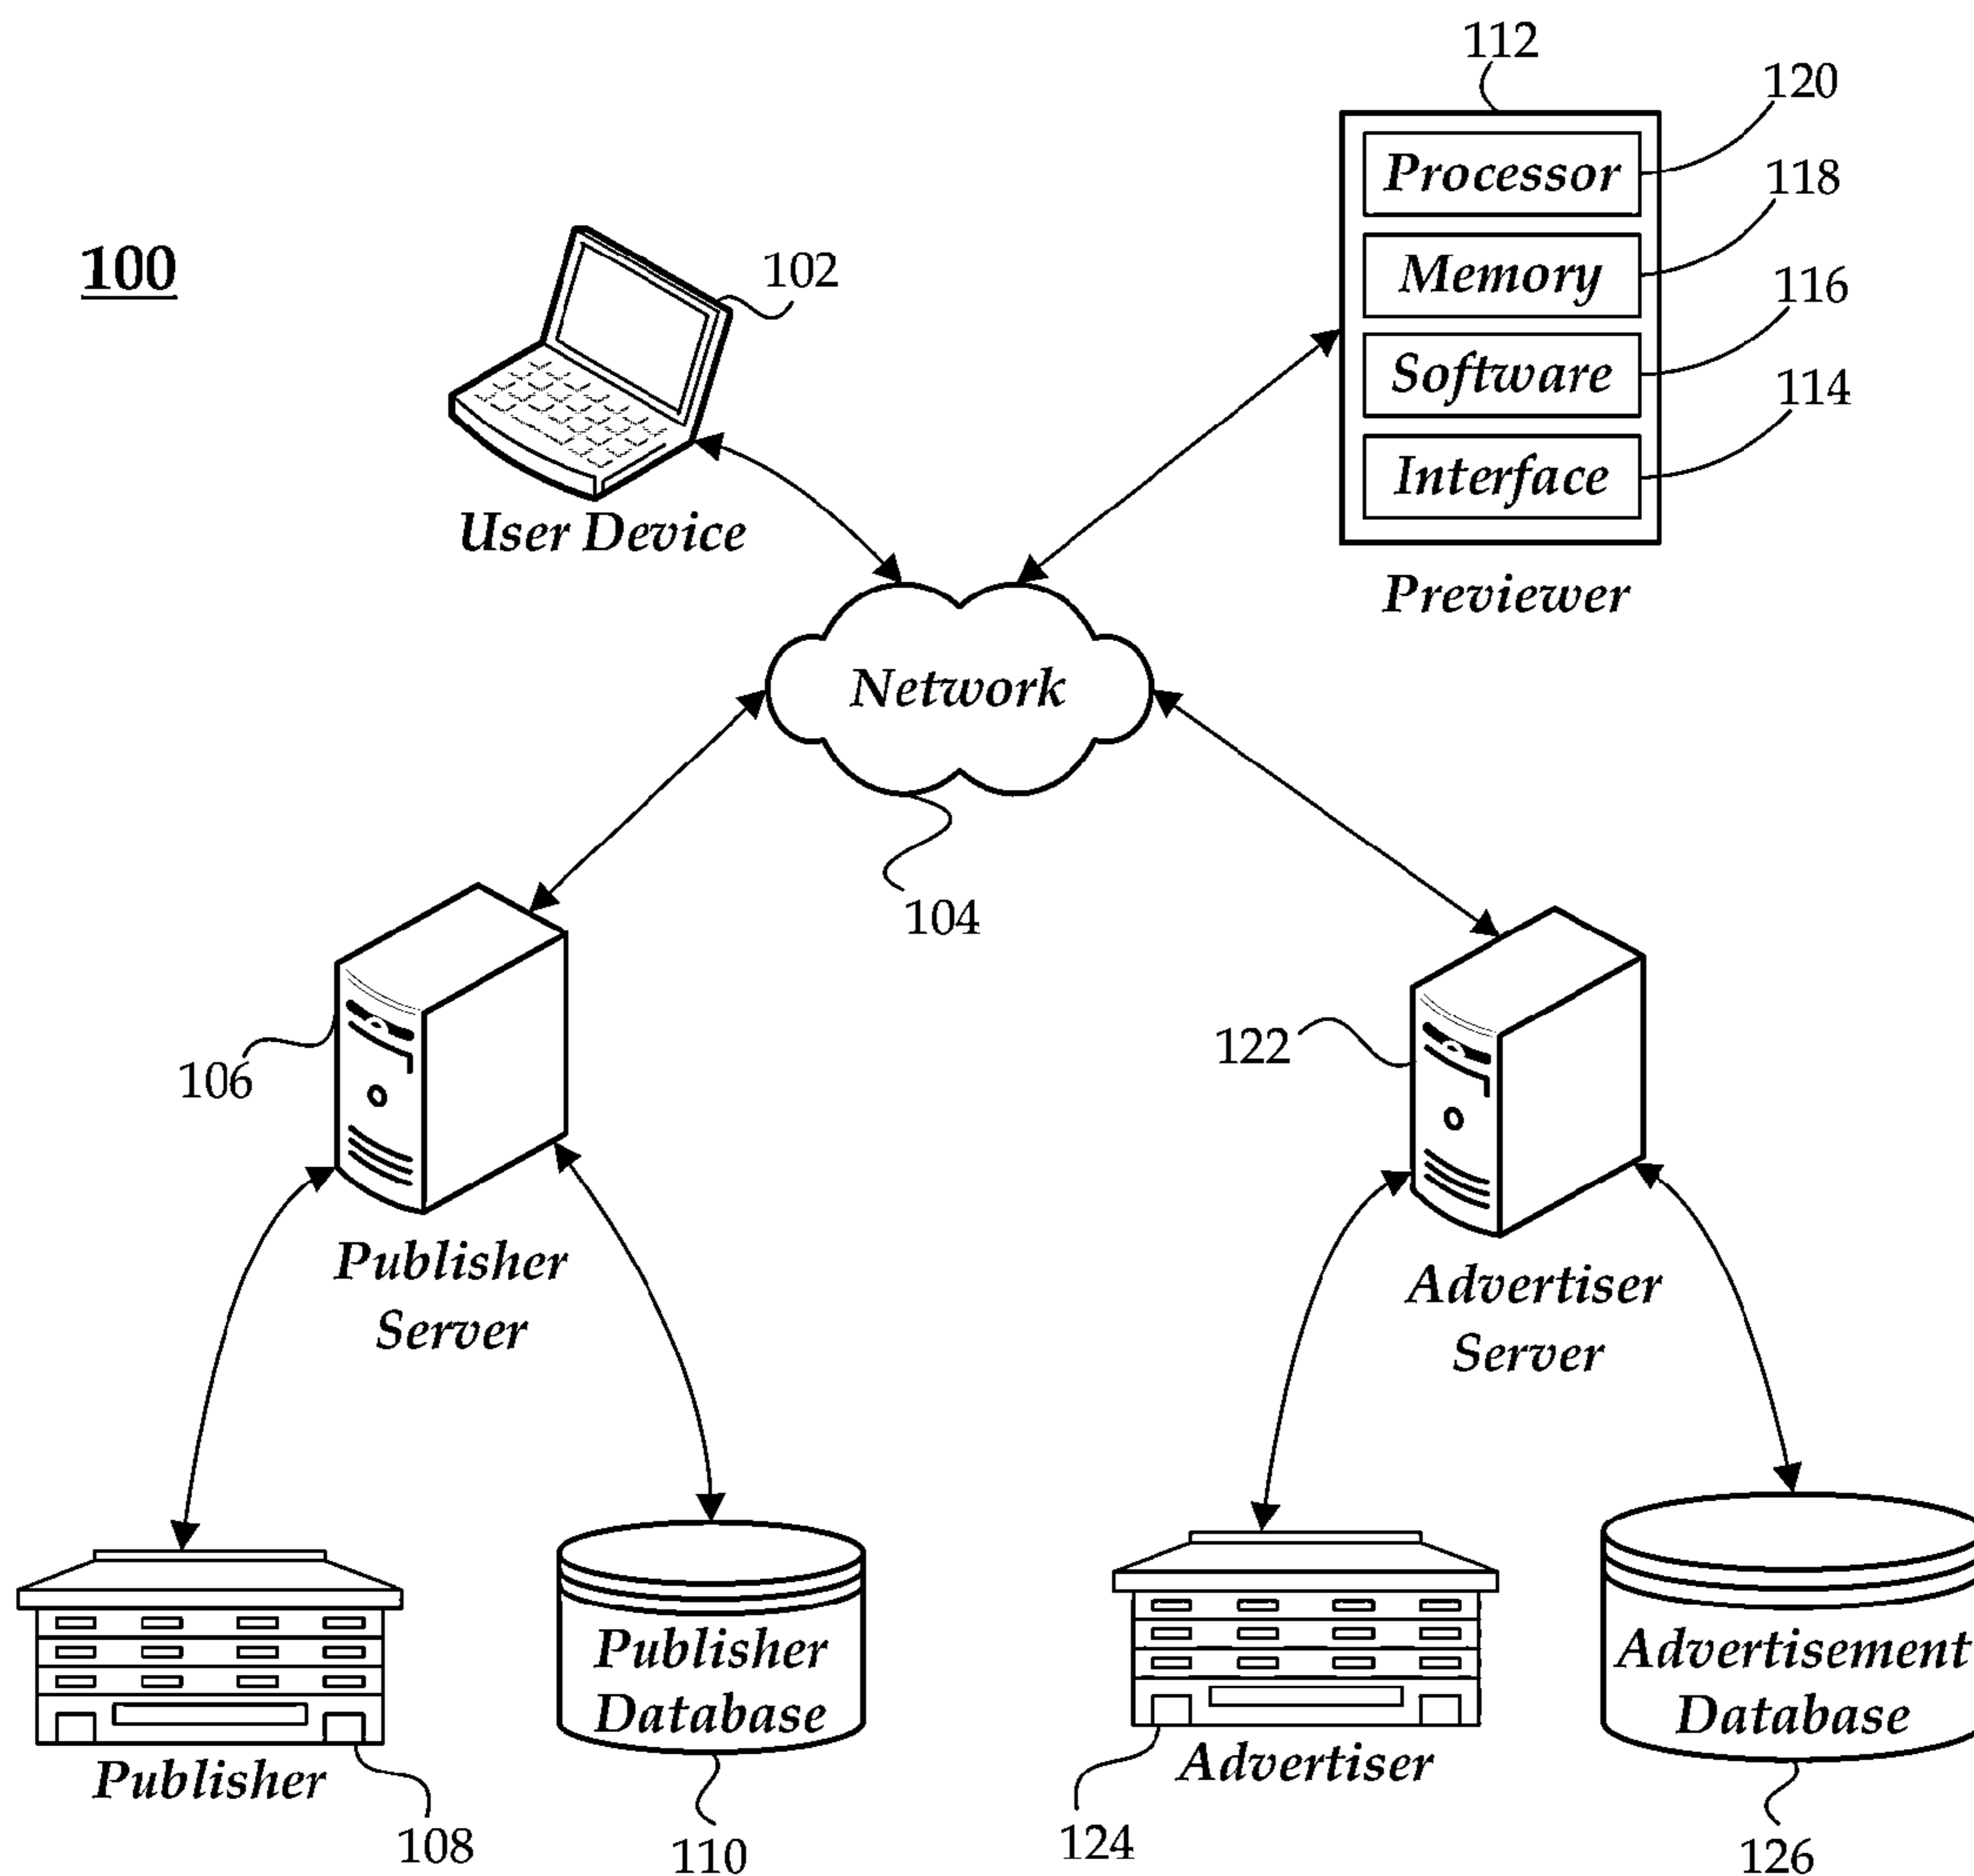 112
120
Processor
118
Memory
100
102
116
Software
114
Interface
User Device
Previewer
Network
104
106
122
Publisher
Server
Advertiser
Server
Publisher
Database
Advertisement
Database
Publisher
Advertiser
108
110
124
126